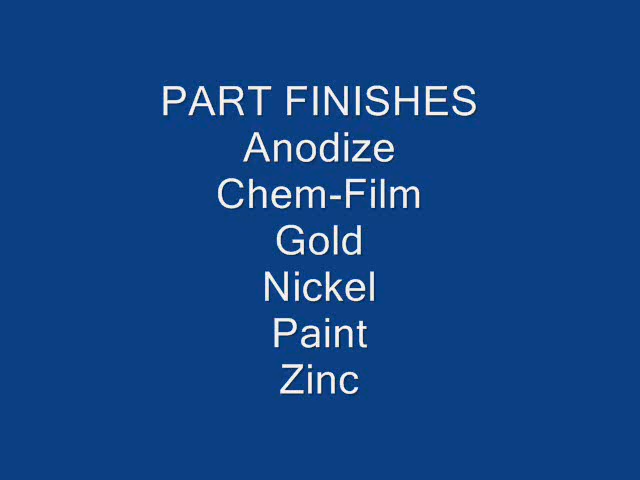 PART FINISHES
Anodize
Chem-Film
Gold
Nickel
Paint
Zinc